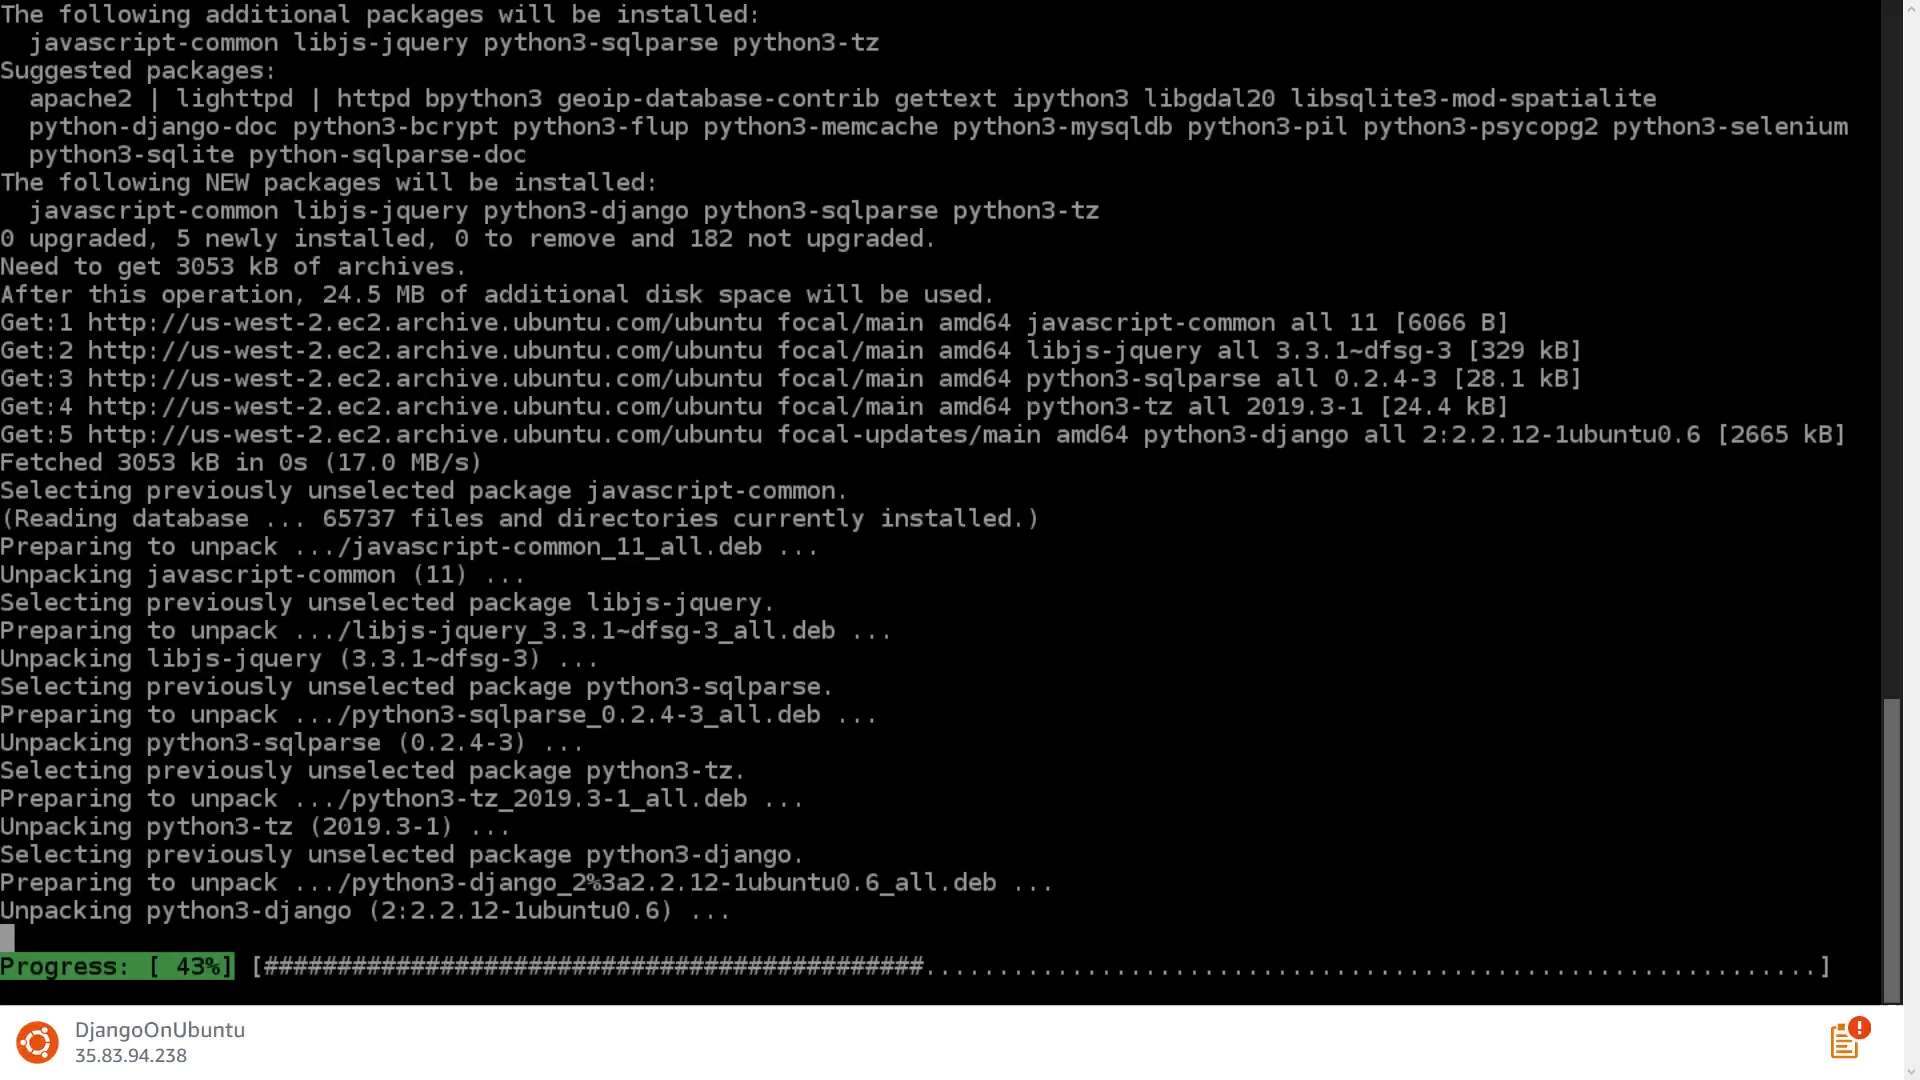 The following additional packages will be installed:
  javascript-common libjs-jquery python3-sqlparse python3-tz
Suggested packages:
  apache2 | lighttpd | httpd bpython3 geoip-database-contrib gettext ipython3 libgdal20 libsqlite3-mod-spatialite
  python-django-doc python3-bcrypt python3-flup python3-memcache python3-mysqldb python3-pil python3-psycopg2 python3-selenium
  python3-sqlite python-sqlparse-doc
The following NEW packages will be installed:
  javascript-common libjs-jquery python3-django python3-sqlparse python3-tz
0 upgraded, 5 newly installed, 0 to remove and 182 not upgraded.
Need to get 3053 kB of archives.
After this operation, 24.5 MB of additional disk space will be used.
Get:1 http://us-west-2.ec2.archive.ubuntu.com/ubuntu focal/main amd64 javascript-common all 11 [6066 B]
Get:2 http://us-west-2.ec2.archive.ubuntu.com/ubuntu focal/main amd64 libjs-jquery all 3.3.1~dfsg-3 [329 kB]
Get:3 http://us-west-2.ec2.archive.ubuntu.com/ubuntu focal/main amd64 python3-sqlparse all 0.2.4-3 [28.1 kB]
Get:4 http://us-west-2.ec2.archive.ubuntu.com/ubuntu focal/main amd64 python3-tz all 2019.3-1 [24.4 kB]
Get:5 http://us-west-2.ec2.archive.ubuntu.com/ubuntu focal-updates/main amd64 python3-django all 2:2.2.12-1ubuntu0.6 [2665 kB]
Fetched 3053 kB in 0s (17.0 MB/s)
Selecting previously unselected package javascript-common.
(Reading database ... 65737 files and directories currently installed.)
Preparing to unpack .../javascript-common_11_all.deb ...
Unpacking javascript-common (11) ...
Selecting previously unselected package libjs-jquery.
Preparing to unpack .../libjs-jquery_3.3.1~dfsg-3_all.deb ...
Unpacking libjs-jquery (3.3.1~dfsg-3) ...
Selecting previously unselected package python3-sqlparse.
Preparing to unpack .../python3-sqlparse_0.2.4-3_all.deb ...
Unpacking python3-sqlparse (0.2.4-3) ...
Selecting previously unselected package python3-tz.
Preparing to unpack .../python3-tz_2019.3-1_all.deb ...
Unpacking python3-tz (2019.3-1) ...
Selecting previously unselected package python3-django.
Preparing to unpack .../python3-django_2%3a2.2.12-1ubuntu0.6_all.deb ...
Unpacking python3-django (2:2.2.12-1ubuntu0.6) ...
Progress: [ 43%] [#############################################.............................................................]
DjangoOnUbuntu
35.83.94.238